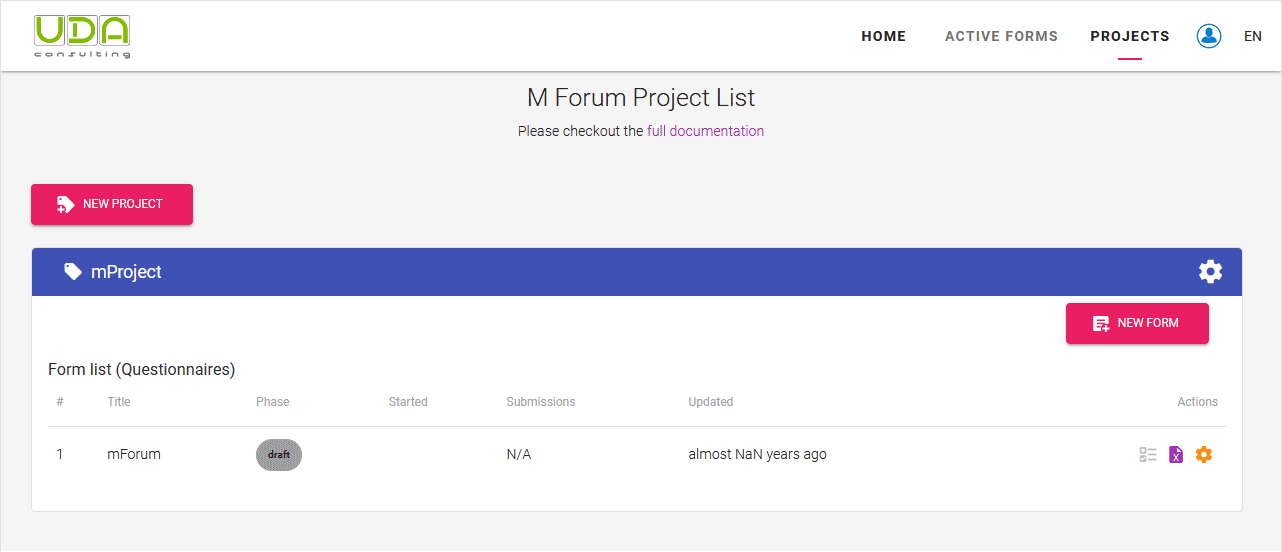 UDA
consulting
HOME
ACTIVE FORMS
PROJECTS
EN
M Forum Project List
Please checkout the full documentation
NEW PROJECT
mProject
NEW FORM
Form list (Questionnaires)
# Title Phase Started Submissions Updated Actions
1 mForum draft N/A almost NaN years ago
X